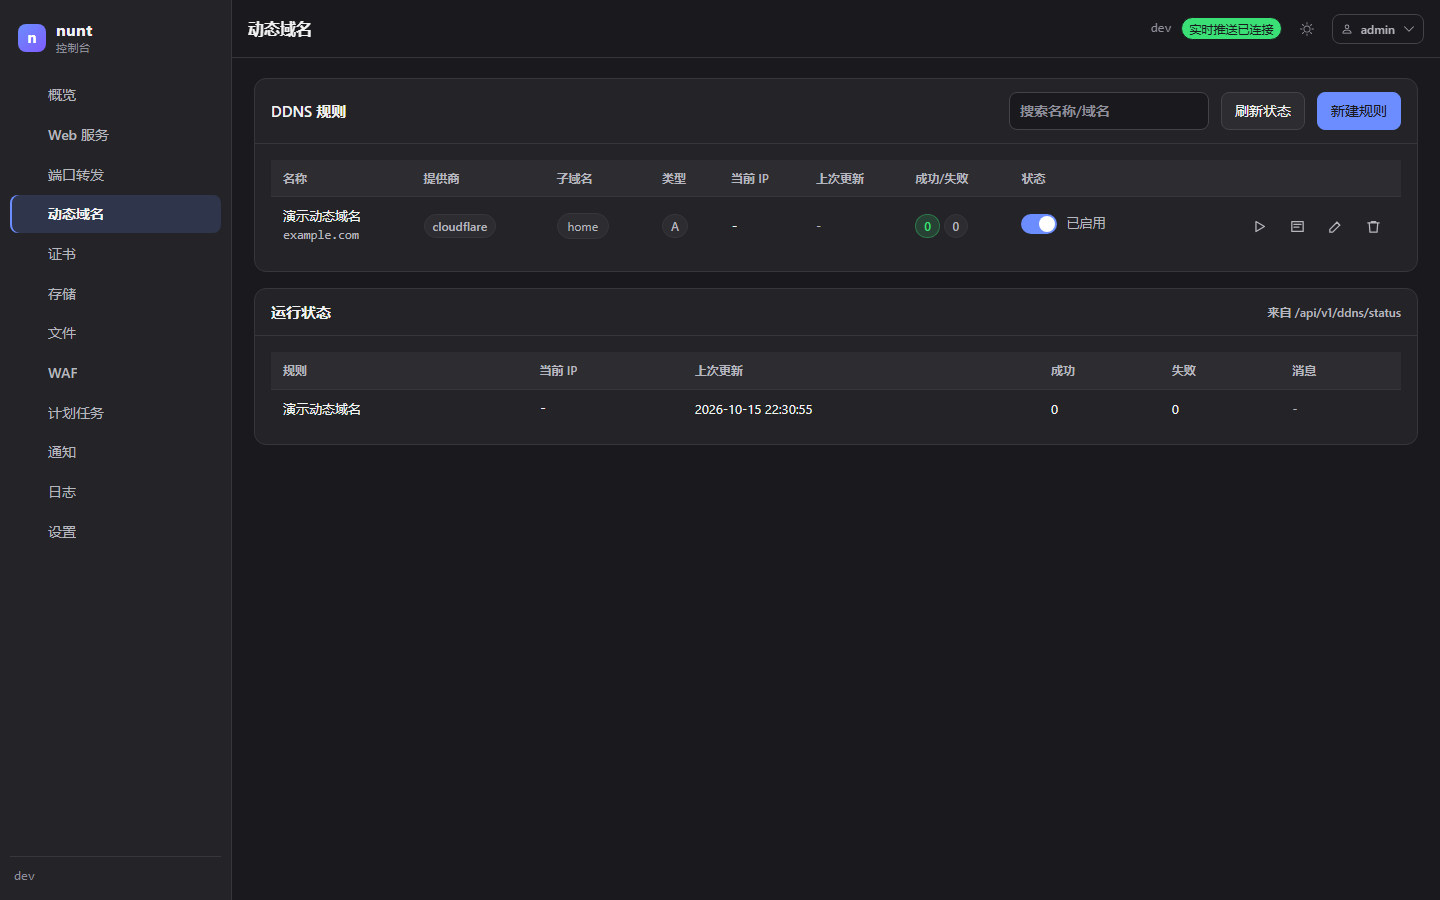 n
nunt
控制台
概览
Web 服务
端口转发
动态域名
证书
存储
文件
WAF
计划任务
通知
日志
设置
dev
动态域名
dev
实时推送已连接
admin
DDNS 规则
搜索名称/域名
刷新状态
新建规则
名称 提供商 子域名 类型 当前 IP 上次更新 成功/失败 状态
演示动态域名
example.com
cloudflare home A - - 0 0 已启用
运行状态
来自 /api/v1/ddns/status
规则 当前 IP 上次更新 成功 失败 消息
演示动态域名 - 2026-10-15 22:30:55 0 0 -